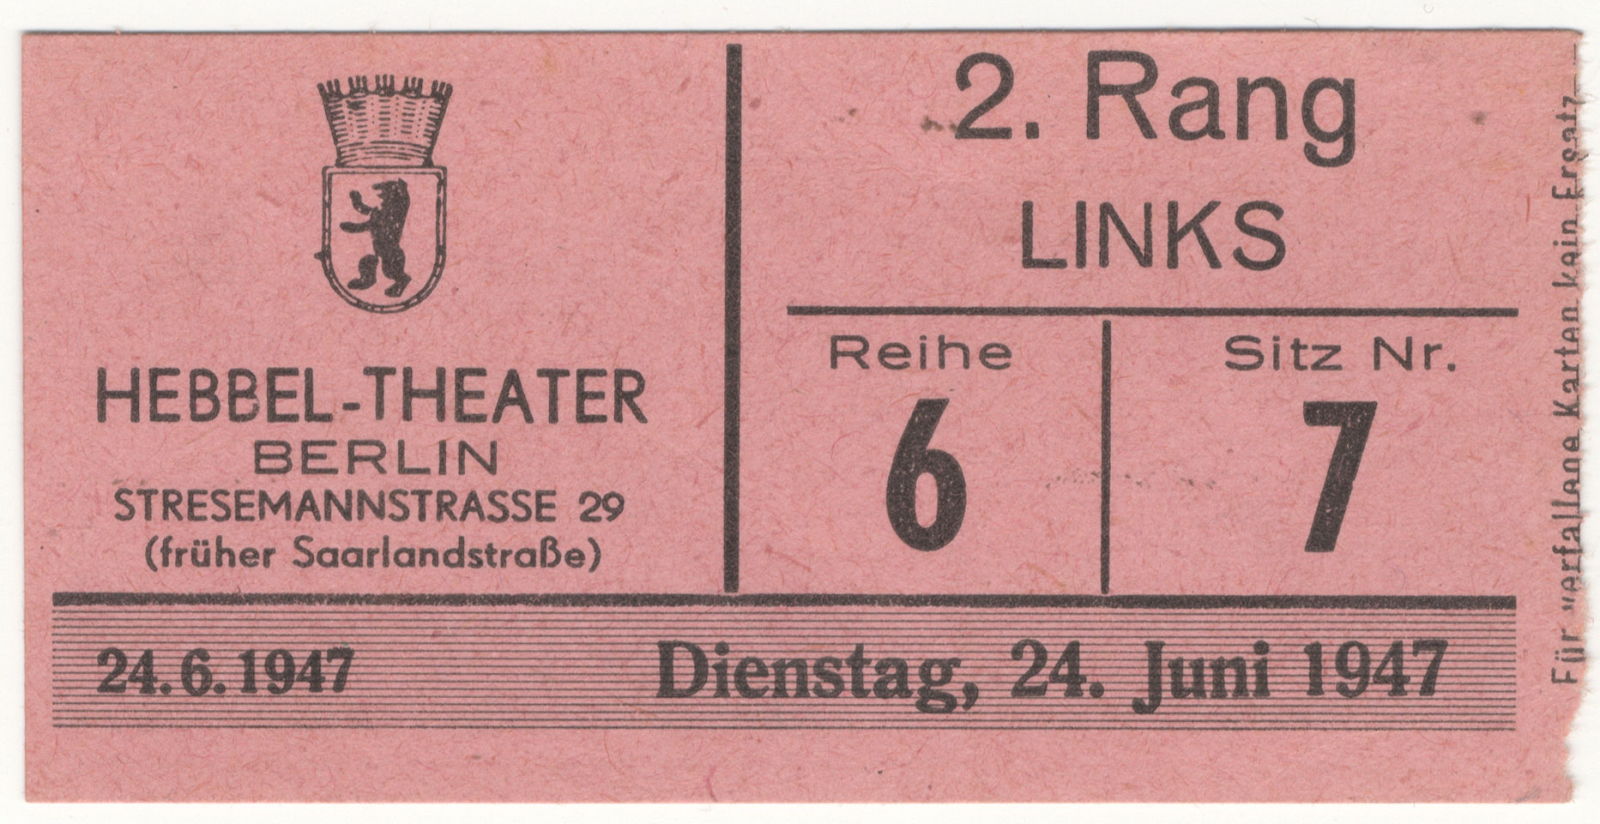 HEBBEL-THEATER
BERLIN
STRESEMANNSTRASSE 29
(früher Saarlandstraße)
2. Rang
LINKS
Reihe
6
Sitz Nr.
7
24.6.1947
Dienstag, 24. Juni 1947
Für verfallene Karten kein Ersatz